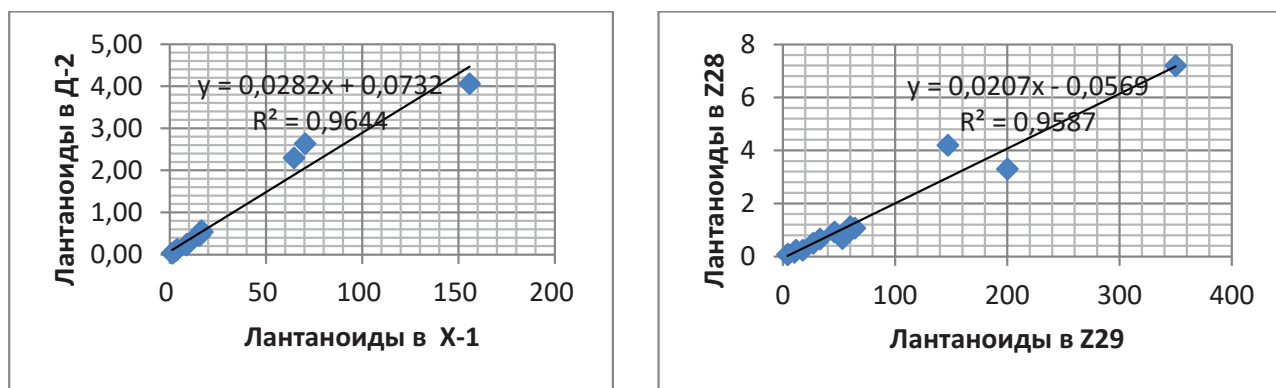 5,00
4,00
3,00
2,00
1,00
0,00
0
50
100
150
200
Лантаноиды в Д-2
Лантаноиды в X-1
y = 0,0282x + 0,0732
R² = 0,9644
8
6
4
2
0
0
100
200
300
400
Лантаноиды в Z28
Лантаноиды в Z29
y = 0,0207x - 0,0569
R² = 0,9587